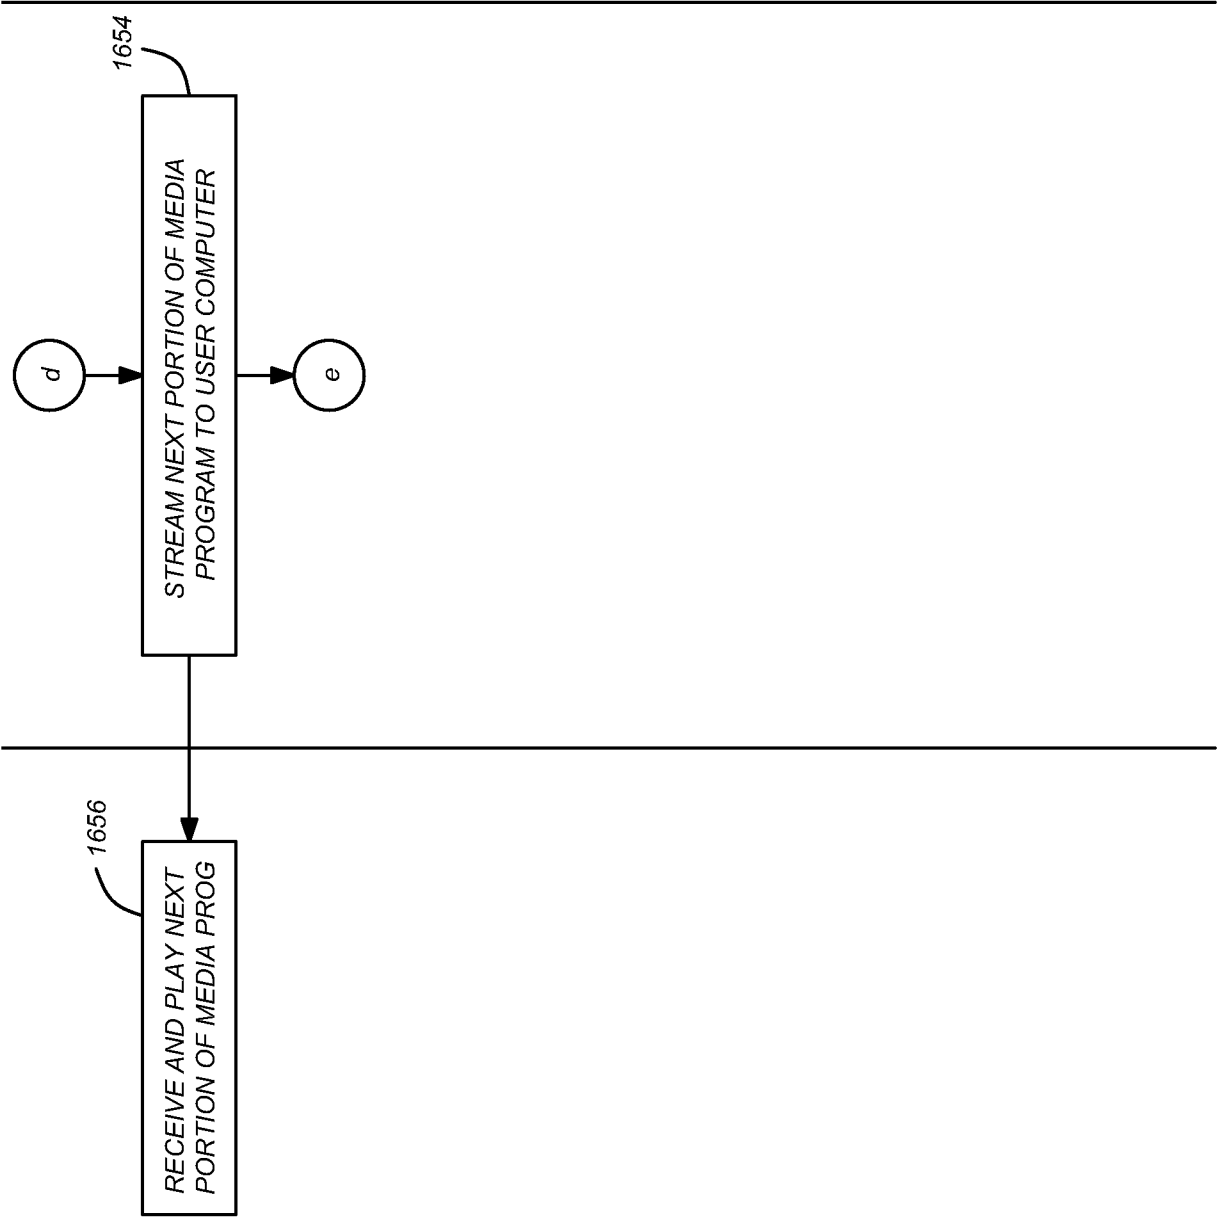 d
1654
STREAM NEXT PORTION OF MEDIA
PROGRAM TO USER COMPUTER
e
1656
RECEIVE AND PLAY NEXT
PORTION OF MEDIA PROG